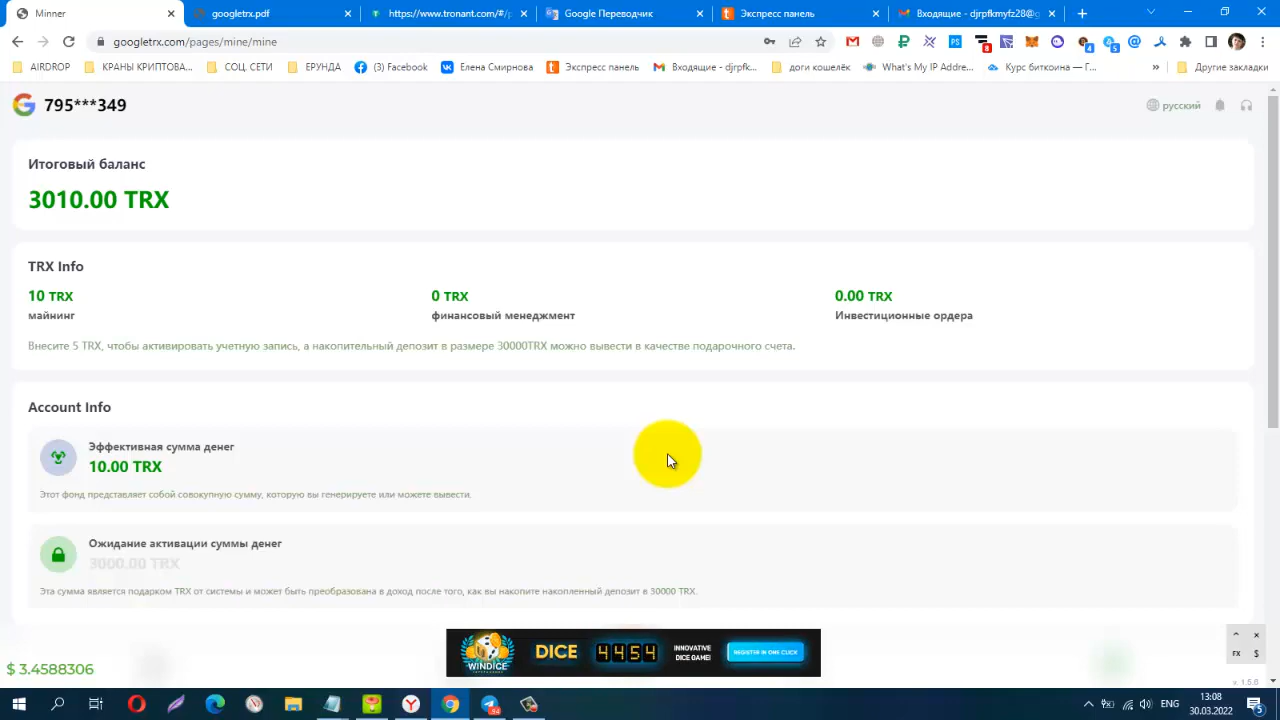 Minner
googletrx.pdf
https://www.tronant.com/#/p
Google Переводчик
Экспресс панель
Входящие - djrpfkmyfz28@g
googletrx.com/pages/mine/mine
AIRDROP
КРАНЫ КРИПТОВА...
СОЦ. СЕТИ
ЕРУНДА
(3) Facebook
Елена Смирнова
Экспресс панель
Входящие - djrpfk...
доги кошелёк
What's My IP Addre...
Курс биткоина — Г...
»
Другие закладки
795***349
русский
Итоговый баланс
3010.00 TRX
TRX Info
10 TRX
0 TRX
0.00 TRX
майнинг
финансовый менеджмент
Инвестиционные ордера
Внесите 5 TRX, чтобы активировать учетную запись, а накопительный депозит в размере 30000TRX можно вывести в качестве подарочного счета.
Account Info
Эффективная сумма денег
10.00 TRX
Этот фонд представляет собой совокупную сумму, которую вы генерируете или можете вывести.
Ожидание активации суммы денег
3000.00 TRX
Эта сумма является подарком TRX от системы и может быть преобразована в доход после того, как вы накопите накопленный депозит в 30000 TRX.
WINDICE
DICE
4454
INNOVATIVE
DICE GAME!
REGISTER IN ONE CLICK
FX $
$ 3.4588306
v. 1.5.8
ENG
13:08
30.03.2022